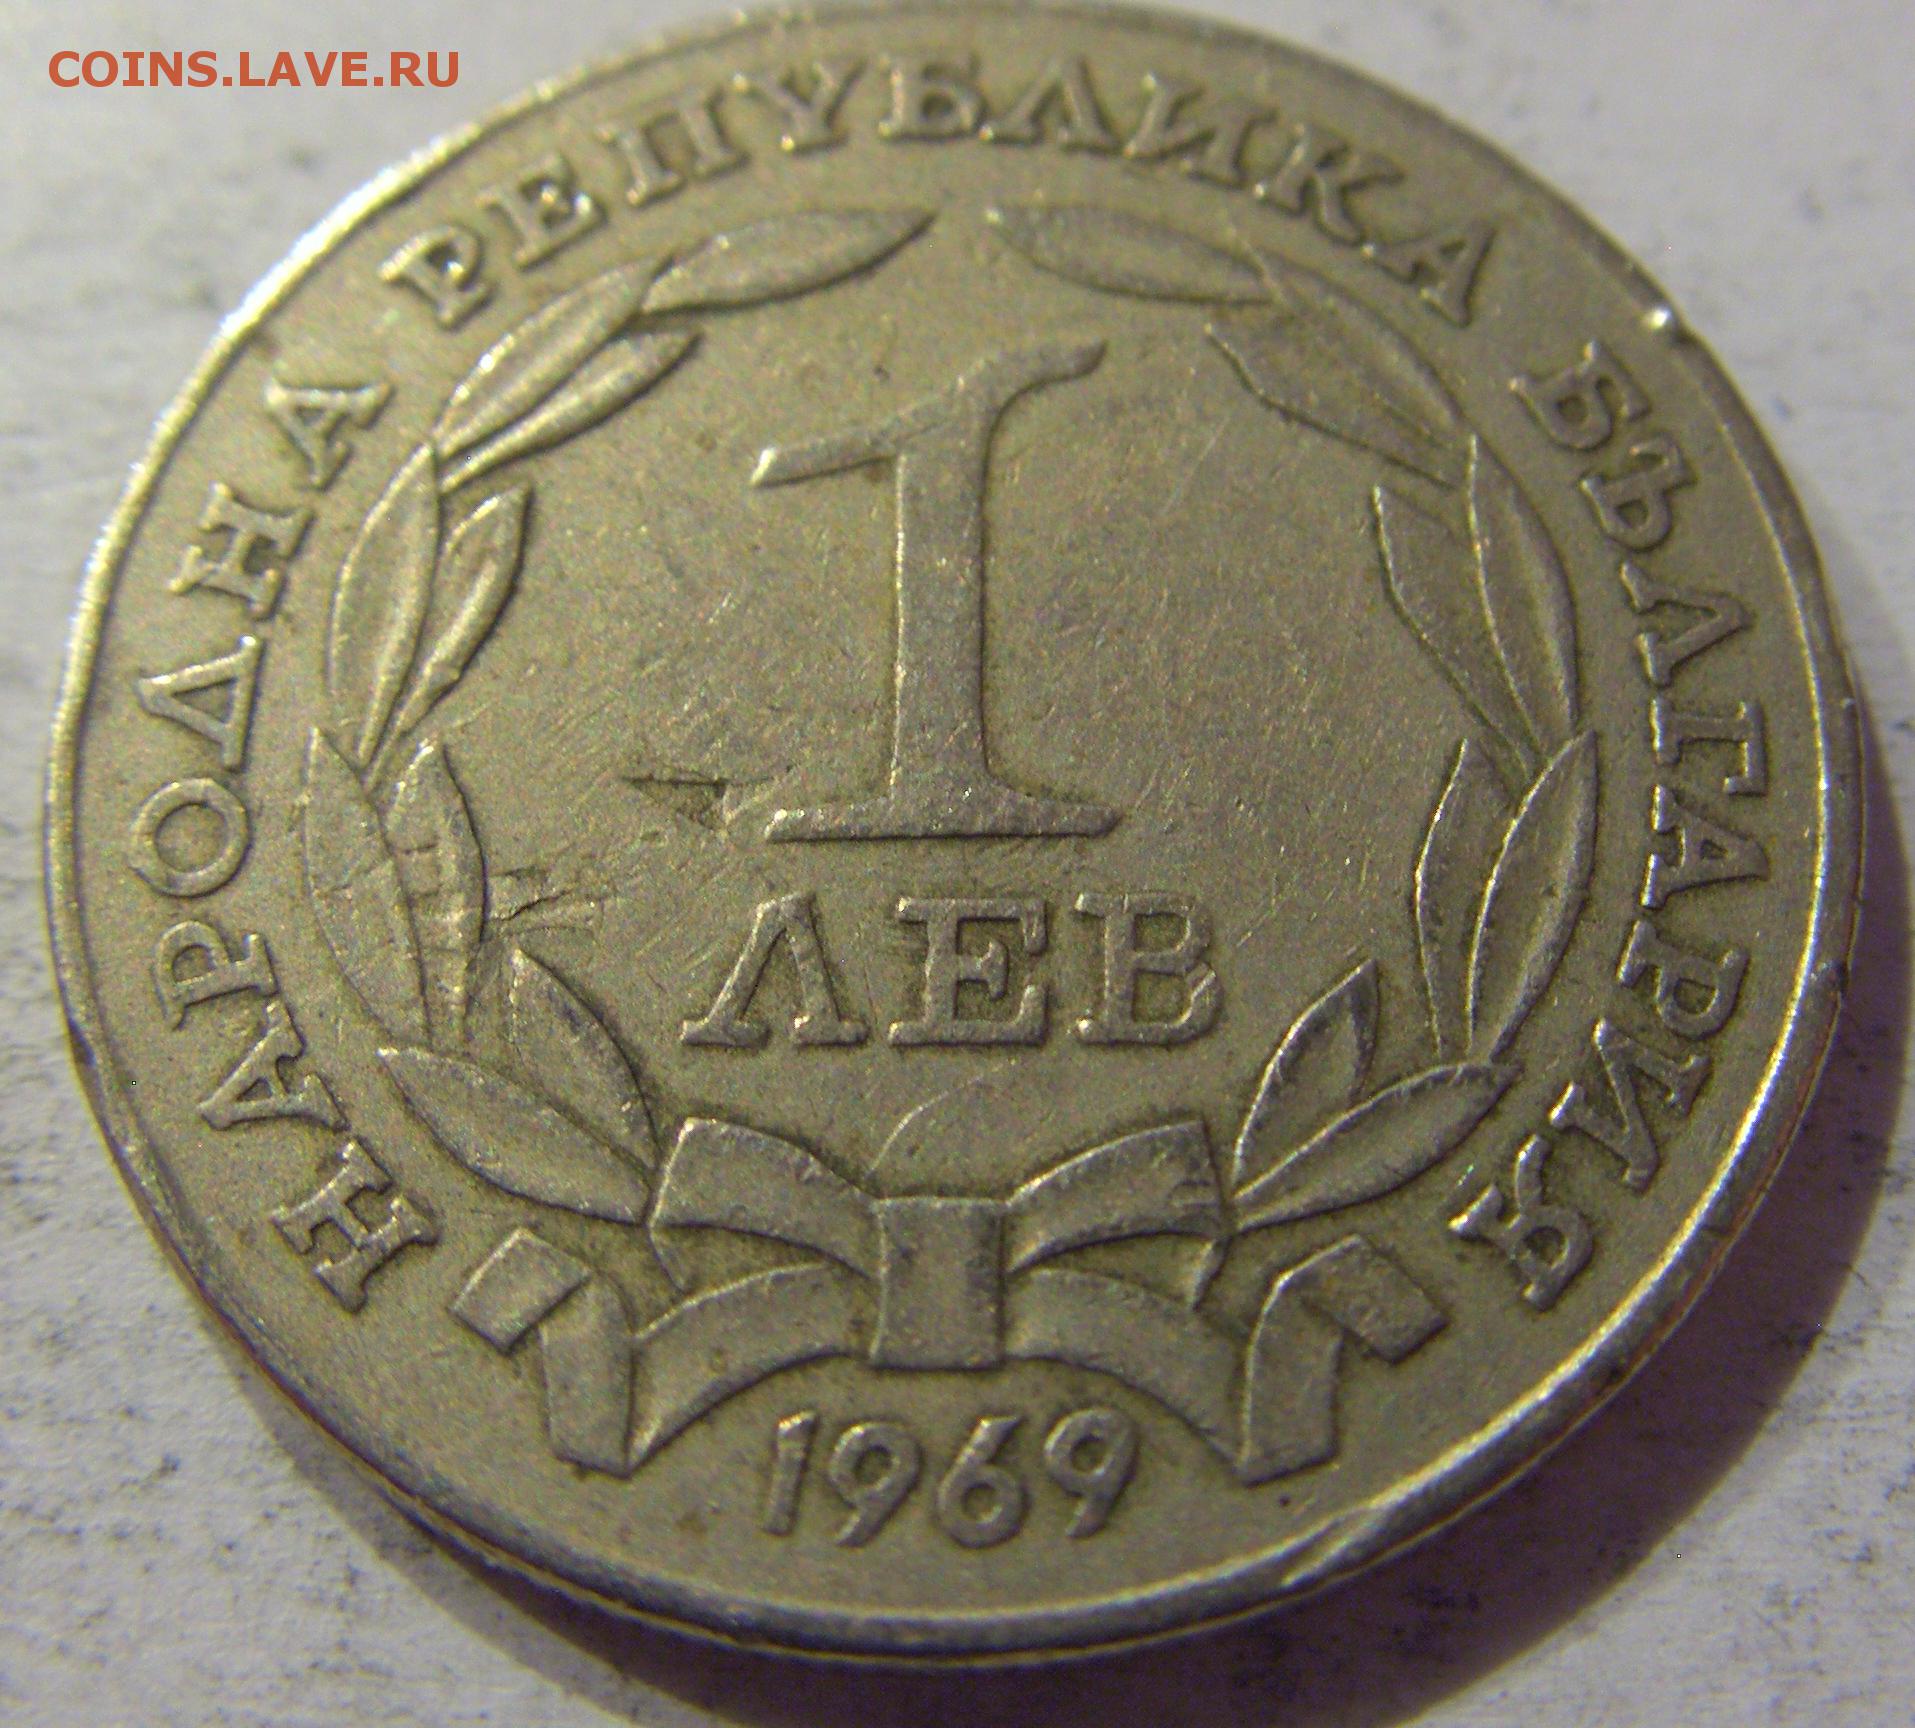 COINS.LAVE.RU
НАРОДНА РЕПУБЛИКА БЪЛГАРИЯ
1
ЛЕВ
1969